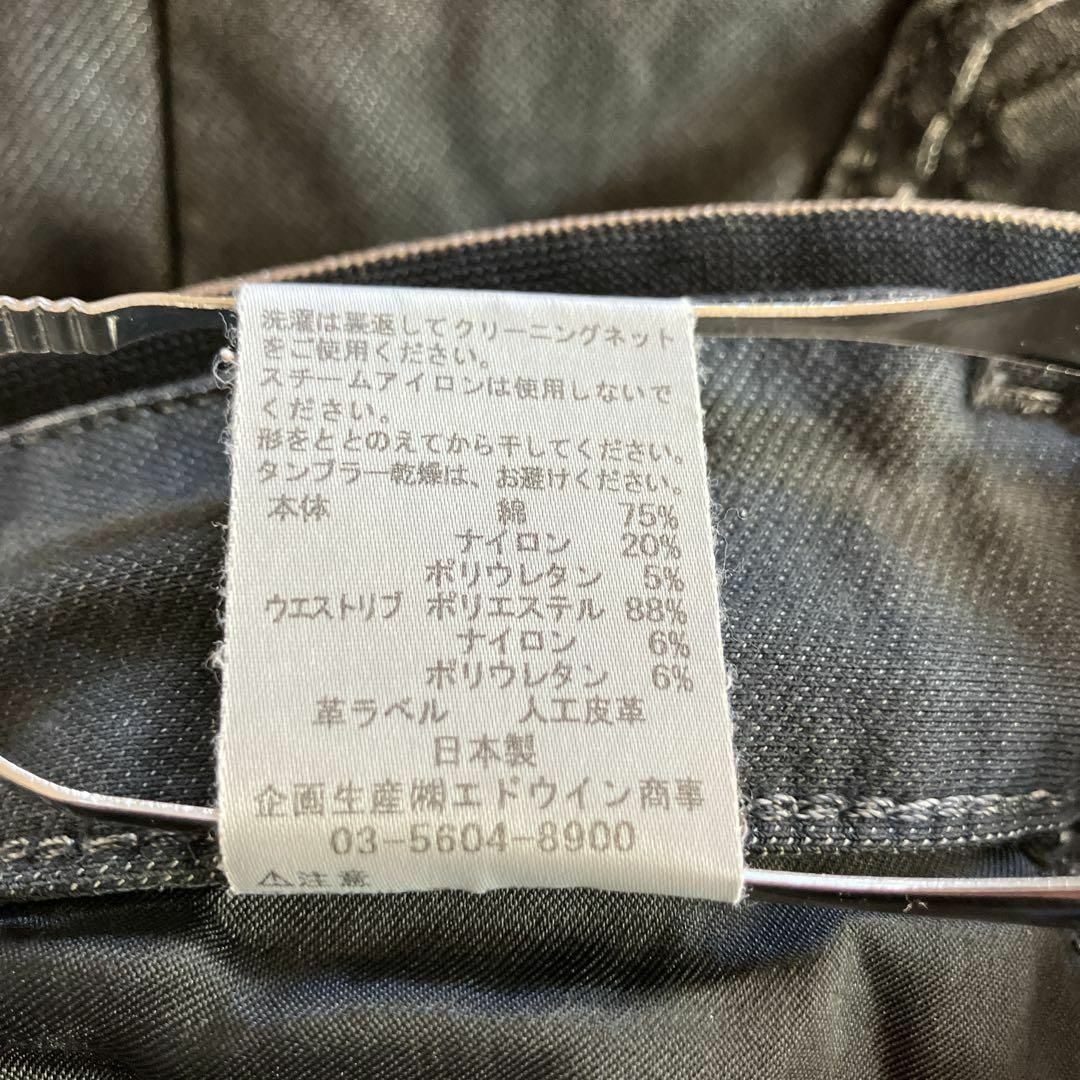 洗濯は裏返してクリーニングネット
をご使用ください。
スチームアイロンは使用しないで
ください。
形をととのえてから干してください。
タンブラー乾燥は、お避けください。
本体 綿 75%
ナイロン 20%
ポリウレタン 5%
ウエストリブ ポリエステル 88%
ナイロン 6%
ポリウレタン 6%
革ラベル 人工皮革
日本製
企画生産㈱エドウイン商事
03-5604-8900
⚠注意